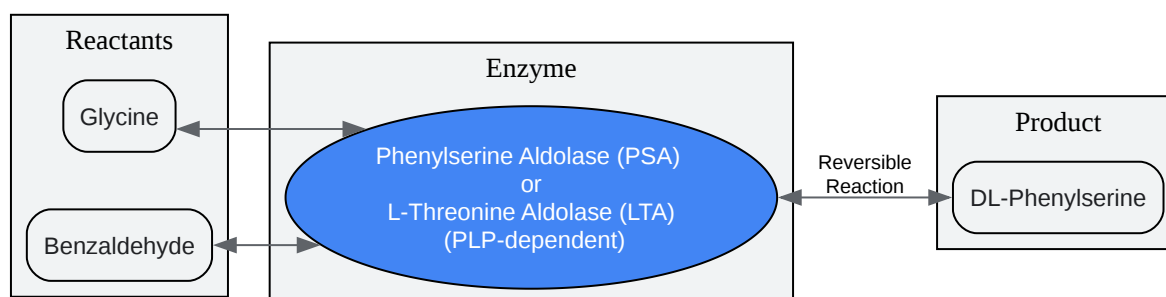 Reactants
Glycine
Benzaldehyde
Enzyme
Phenylserine Aldolase (PSA)
or
L-Threonine Aldolase (LTA)
(PLP-dependent)
Reversible
Reaction
Product
DL-Phenylserine